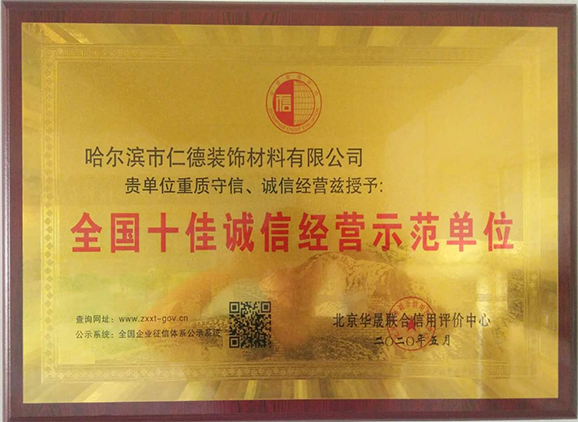 信
哈尔滨市仁德装饰材料有限公司
贵单位重质守信、诚信经营兹授予:
全国十佳诚信经营示范单位
查询网址：www.zxxt-gov.cn
公示系统：全国企业征信体系公示系统
北京华晟联合信用评价中心
二〇二〇年五月